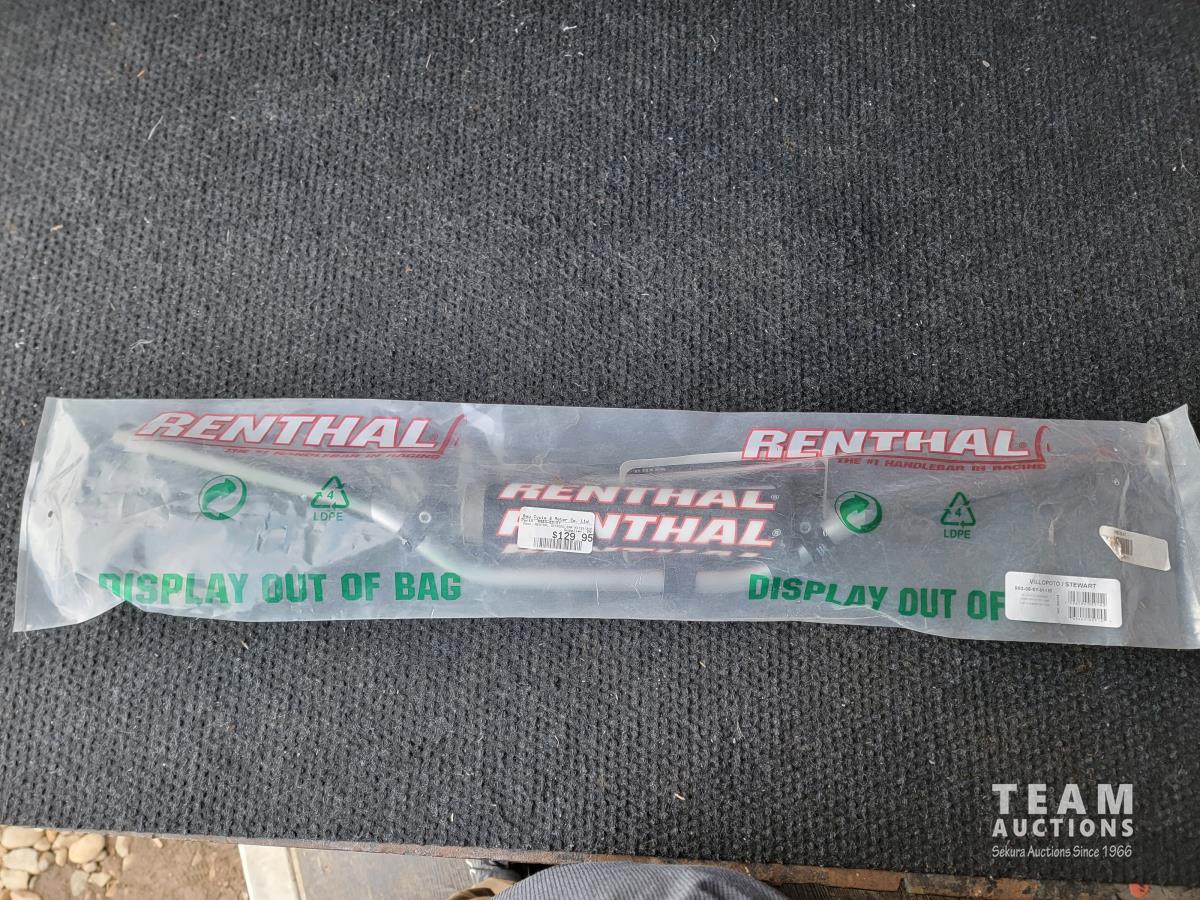 RENTHAL®
THE #1 HANDLEBAR IN RACING
4
LDPE
DISPLAY OUT OF BAG
RENTHAL®
THE #1 HANDLEBAR IN RACING
4
LDPE
DISPLAY OUT OF
RENTHAL®
RENTHAL®
$129.95
VILLOPOTO / STEWART
TEAM
AUCTIONS
Sekura Auctions Since 1966